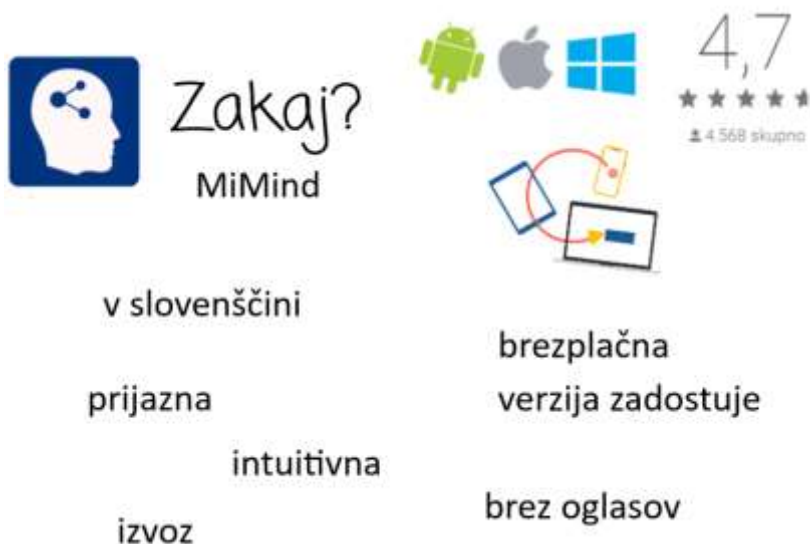 Zakaj?
MiMind
4,7
4.568 skupno
v slovenščini
brezplačna
verzija zadostuje
prijazna
intuitivna
brez oglasov
izvoz